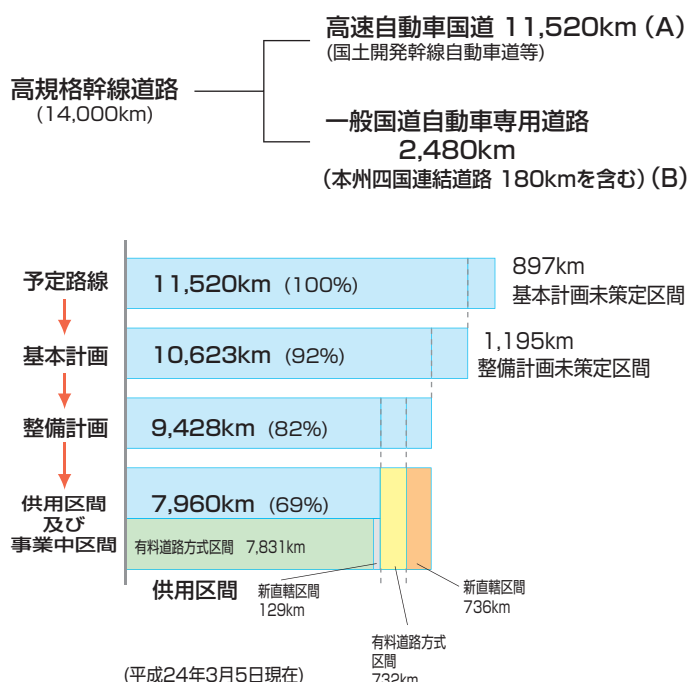 高速自動車国道 11,520km (A)
(国土開発幹線自動車道等)
高規格幹線道路
(14,000km)
一般国道自動車専用道路
2,480km
(本州四国連結道路 180kmを含む) (B)
予定路線
11,520km (100%)
897km
基本計画未策定区間
基本計画
10,623km (92%)
1,195km
整備計画未策定区間
整備計画
9,428km (82%)
供用区間
及び
事業中区間
7,960km (69%)
有料道路方式区間 7,831km
供用区間
新直轄区間
129km
新直轄区間
736km
有料道路方式
区間
732km
(平成24年3月5日現在)